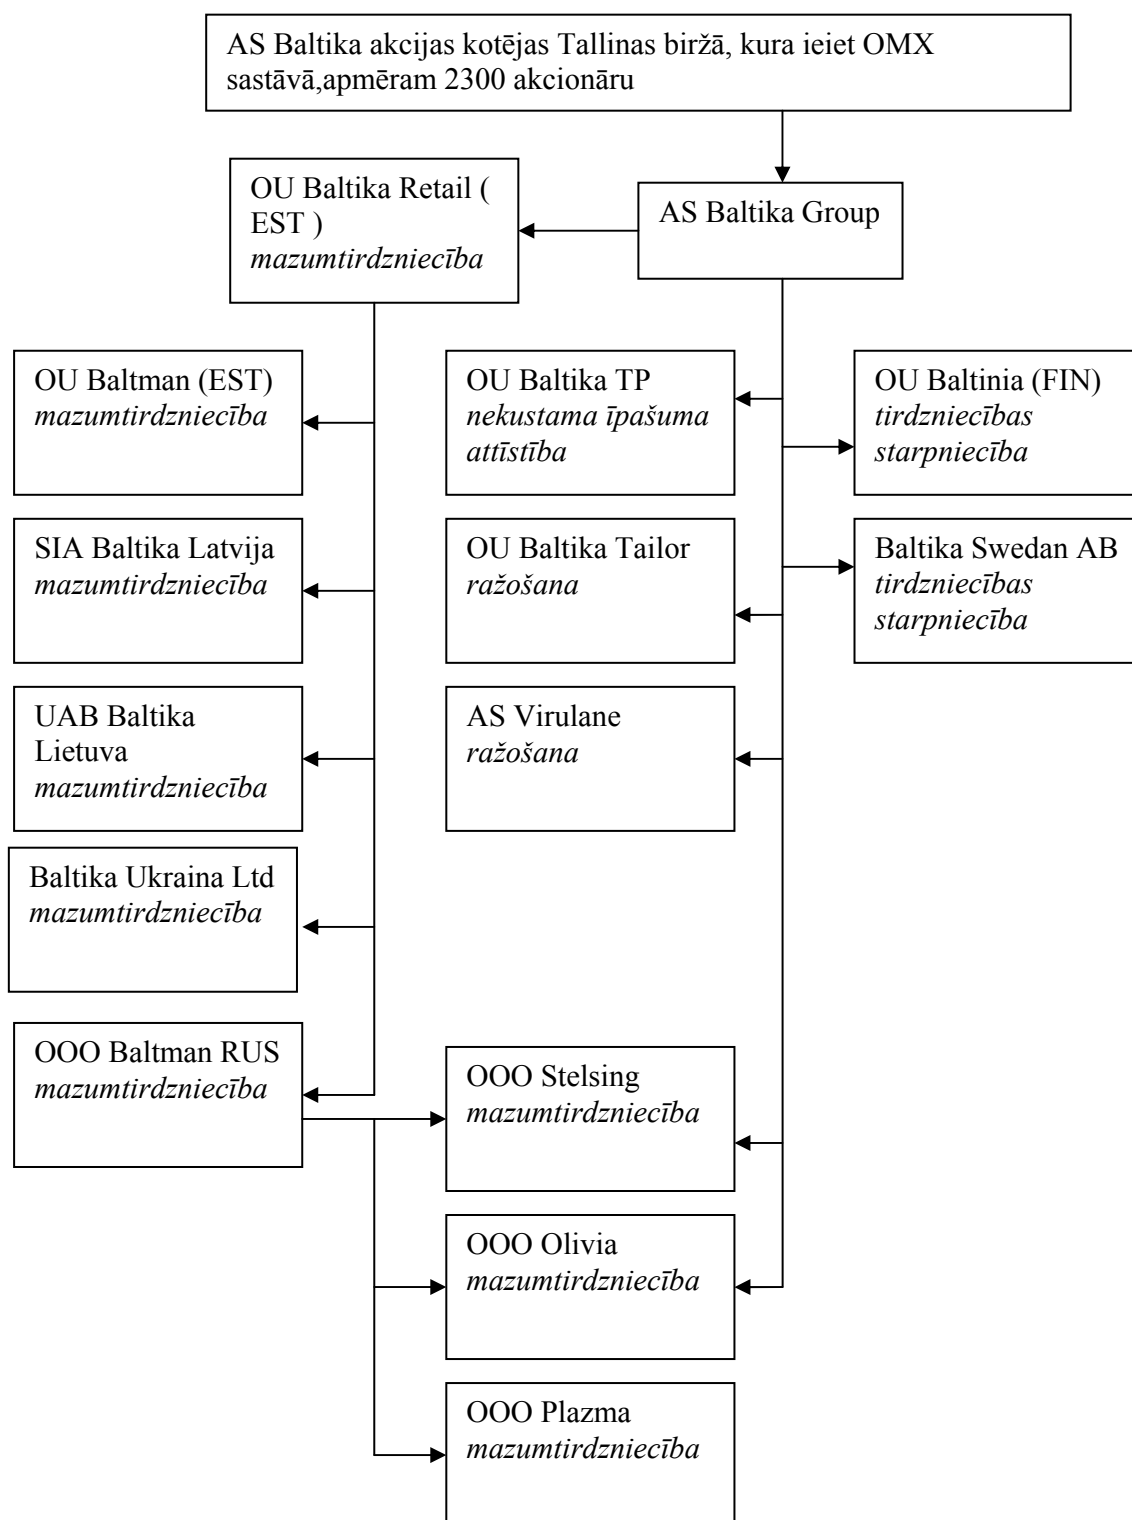 AS Baltika akcijas kotējas Tallinas biržā, kura ieiet OMX
sastāvā,apmēram 2300 akcionāru
OU Baltika Retail (
EST )
mazumtirdzniecība
AS Baltika Group
OU Baltman (EST)
mazumtirdzniecība
OU Baltika TP
nekustama īpašuma
attīstība
OU Baltinia (FIN)
tirdzniecības
starpniecība
SIA Baltika Latvija
mazumtirdzniecība
OU Baltika Tailor
ražošana
Baltika Swedan AB
tirdzniecības
starpniecība
UAB Baltika
Lietuva
mazumtirdzniecība
AS Virulane
ražošana
Baltika Ukraina Ltd
mazumtirdzniecība
OOO Baltman RUS
mazumtirdzniecība
OOO Stelsing
mazumtirdzniecība
OOO Olivia
mazumtirdzniecība
OOO Plazma
mazumtirdzniecība